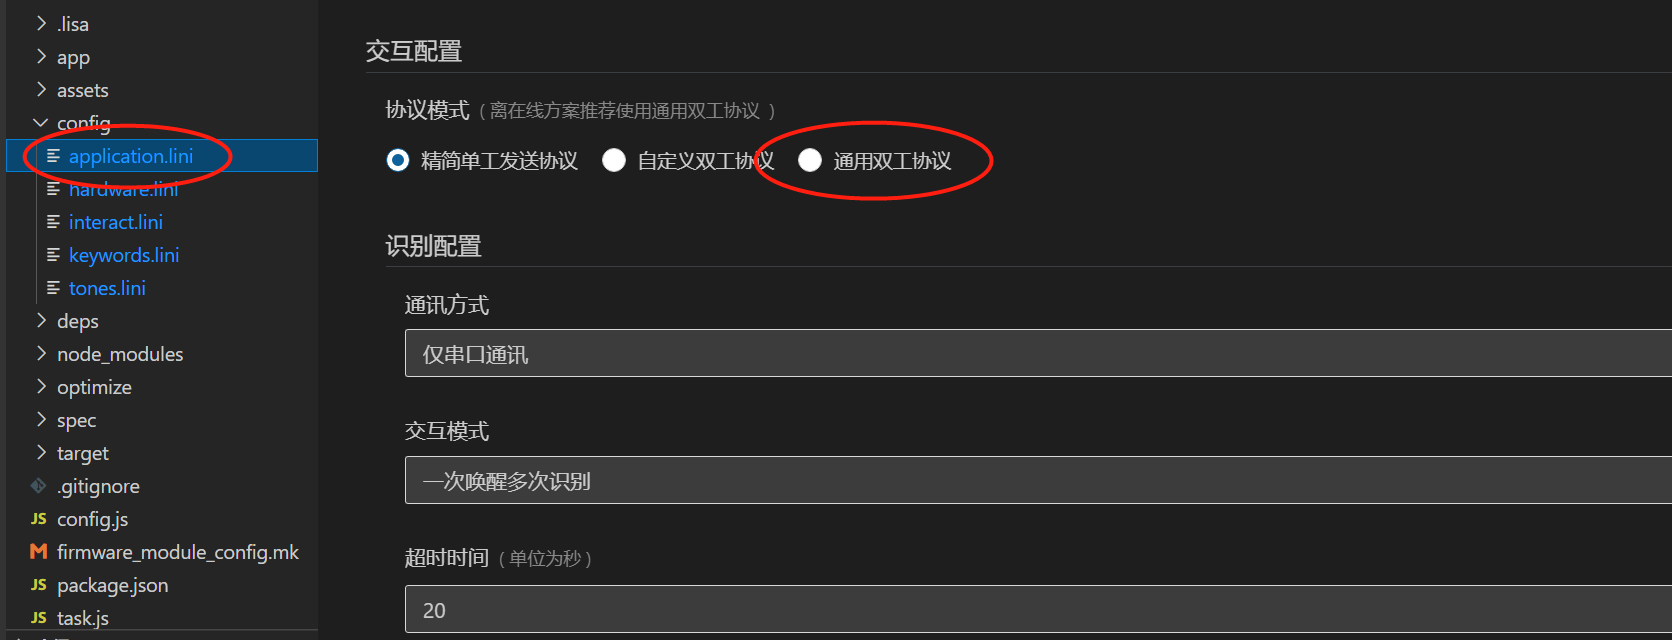 .lisa
app
assets
config
application.lini
hardware.lini
interact.lini
keywords.lini
tones.lini
deps
node_modules
optimize
spec
target
.gitignore
JS config.js
firmware_module_config.mk
JS package.json
JS task.js
交互配置
协议模式 ( 离在线方案推荐使用通用双工协议 )
精简单工发送协议 自定义双工协议 通用双工协议
识别配置
通讯方式
仅串口通讯
交互模式
一次唤醒多次识别
超时时间 ( 单位为秒 )
20